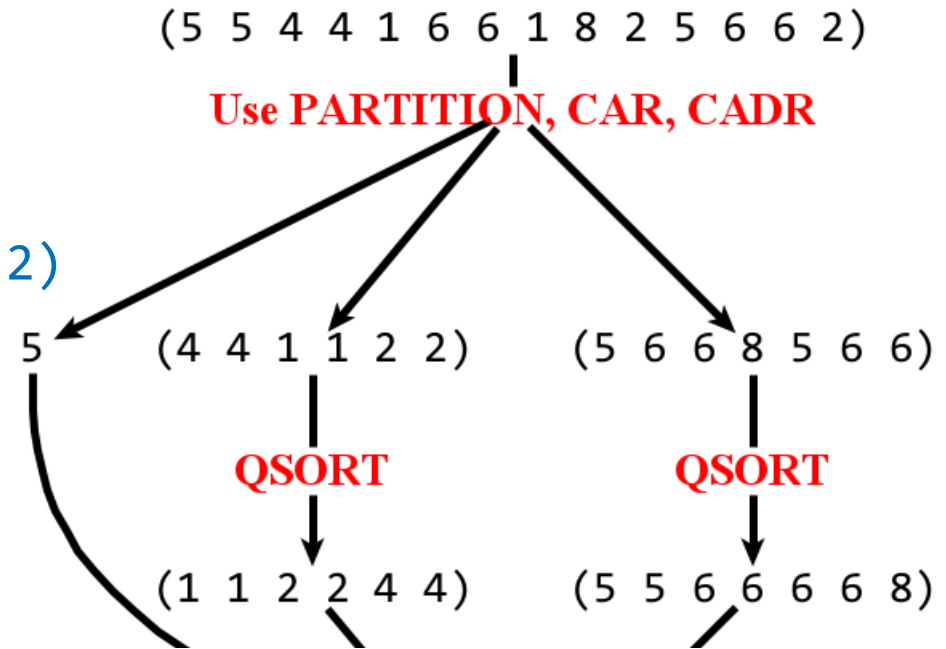 (5 5 4 4 1 6 6 1 8 2 5 6 6 2)
Use PARTITION, CAR, CADR
2)
5 (4 4 1 1 2 2) (5 6 6 8 5 6 6)
QSORT QSORT
(1 1 2 2 4 4) (5 5 6 6 6 6 8)